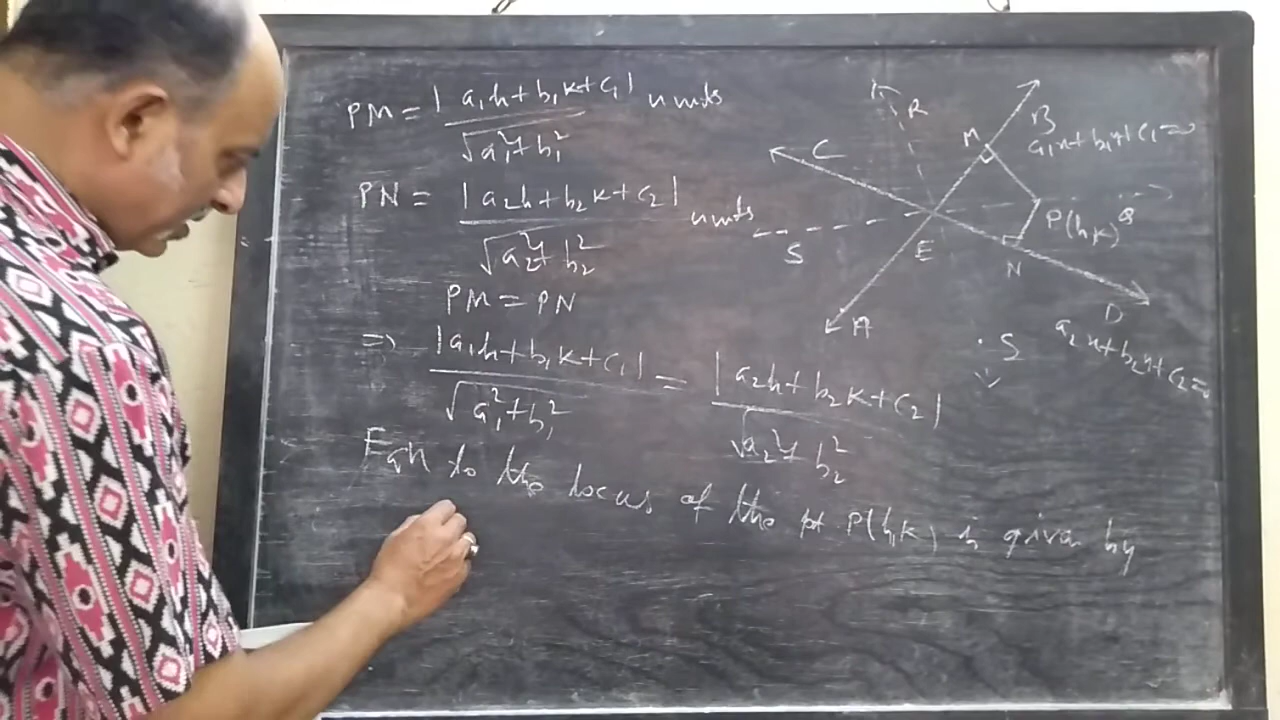 PM = | a₁h + b₁k + c₁ | / √a₁² + b₁² units
PN = | a₂h + b₂k + c₂ | / √a₂² + b₂² units
PM = PN
⇒ | a₁h + b₁k + c₁ | / √a₁² + b₁² = | a₂h + b₂k + c₂ | / √a₂² + b₂²
Eqn to the locus of the pt P(h,k) is given by
R
B
M
a₁x + b₁y + c₁ = 0
C
P(h,k)
Q
S
E
N
D
A
a₂x + b₂y + c₂ = 0
S